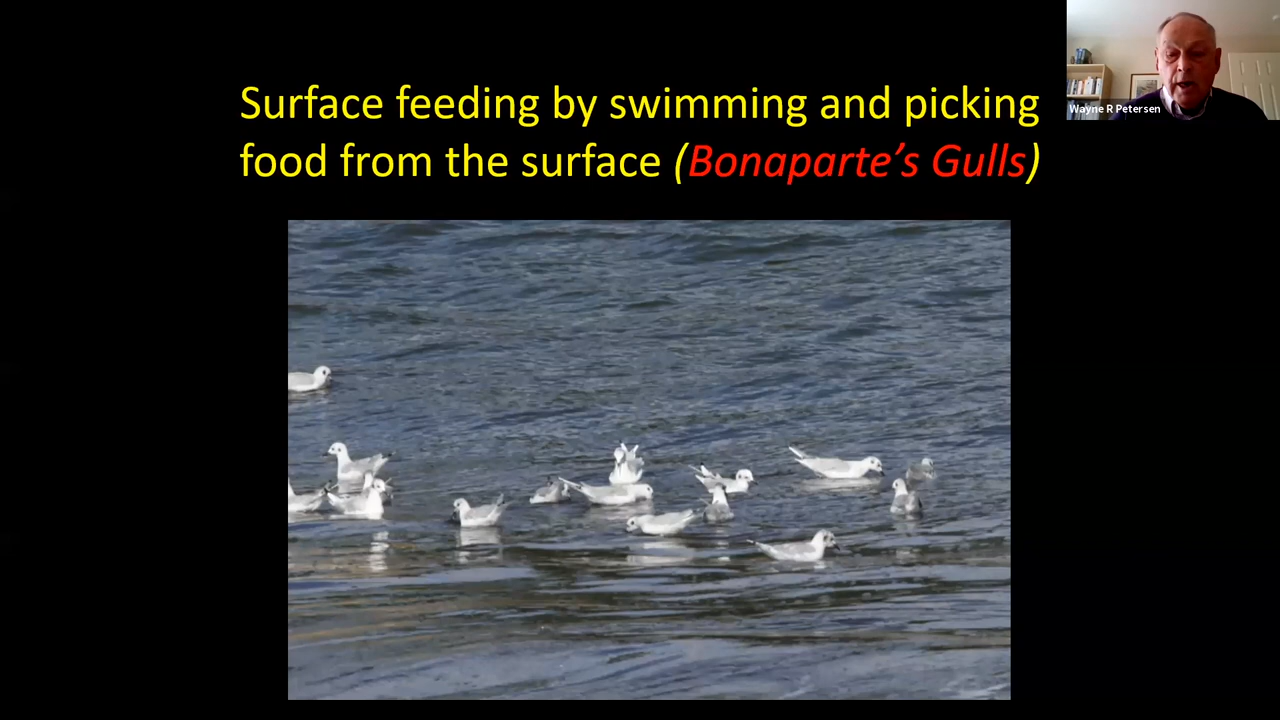 Surface feeding by swimming and picking
food from the surface (Bonaparte’s Gulls)
Wayne R Petersen